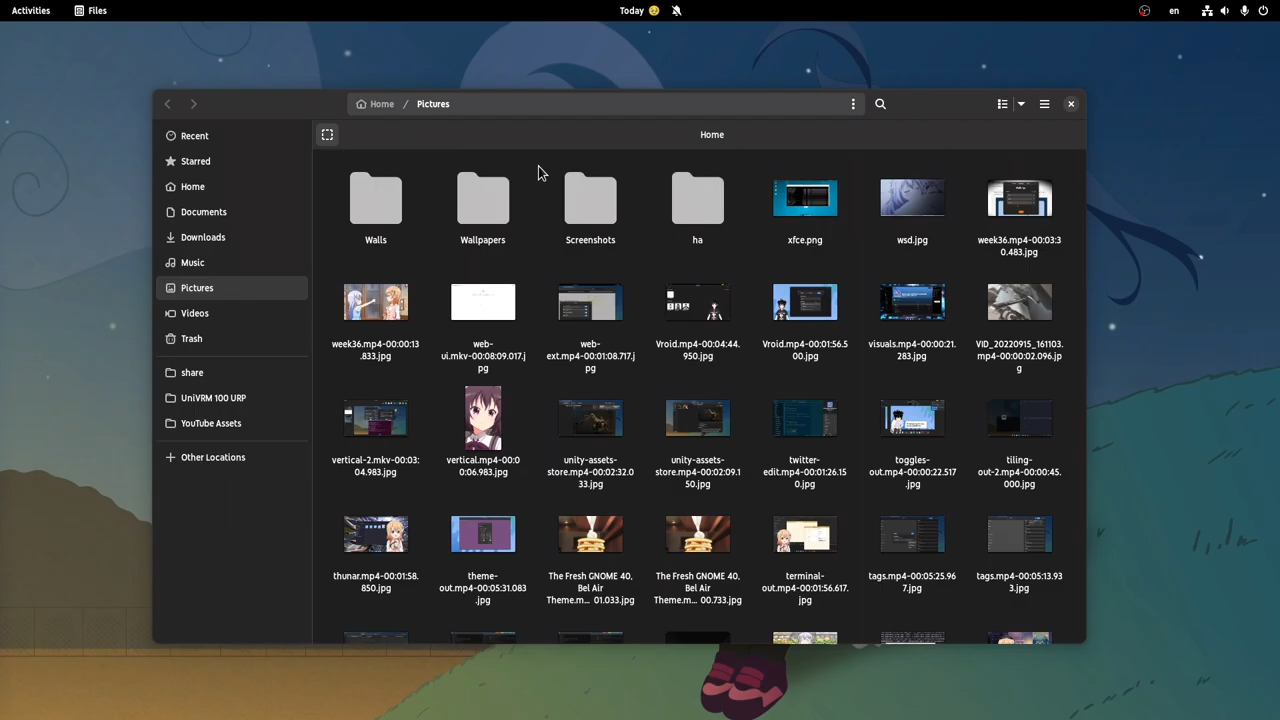 Activities
Files
Today
en
Home / Pictures
Home
Recent
Starred
Home
Documents
Downloads
Music
Pictures
Videos
Trash
share
UniVRM 100 URP
YouTube Assets
Other Locations
Walls
Wallpapers
Screenshots
ha
xfce.png
wsd.jpg
week36.mp4-00:03:3
0.483.jpg
week36.mp4-00:00:13
.833.jpg
web-
ui.mkv-00:08:09.017.j
pg
web-
ext.mp4-00:01:08.717.j
pg
Vroid.mp4-00:04:44.
950.jpg
Vroid.mp4-00:01:56.5
00.jpg
visuals.mp4-00:00:21.
283.jpg
VID_20220915_161103.
mp4-00:00:02.096.jp
g
vertical-2.mkv-00:03:
04.983.jpg
vertical.mp4-00:0
0:06.983.jpg
unity-assets-
store.mp4-00:02:32.0
33.jpg
unity-assets-
store.mp4-00:02:09.1
50.jpg
twitter-
edit.mp4-00:01:26.15
0.jpg
toggles-
out.mp4-00:00:22.517
.jpg
tiling-
out-2.mp4-00:00:45.
000.jpg
thunar.mp4-00:01:58.
850.jpg
theme-
out.mp4-00:05:31.083
.jpg
The Fresh GNOME 40,
Bel Air
Theme.m... 01.033.jpg
The Fresh GNOME 40,
Bel Air
Theme.m... 00.733.jpg
terminal-
out.mp4-00:01:56.617.
jpg
tags.mp4-00:05:25.96
7.jpg
tags.mp4-00:05:13.93
3.jpg